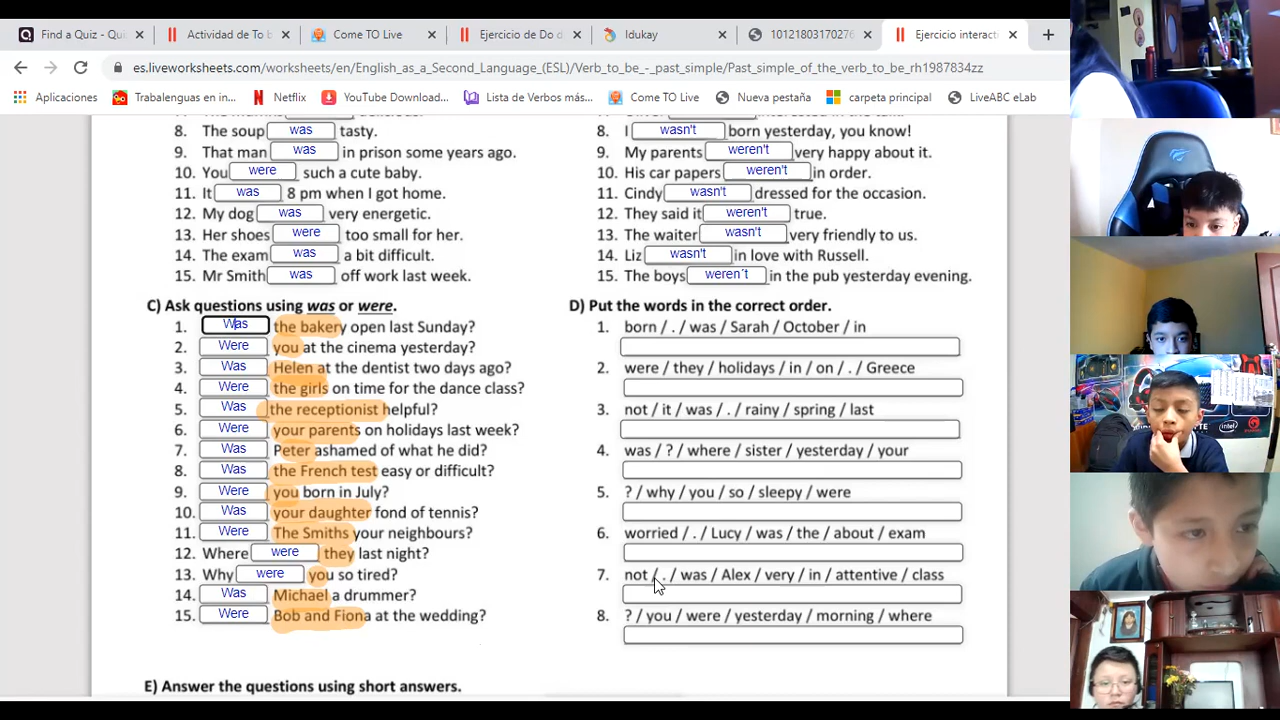 Find a Quiz - Qui
Actividad de To b
Come TO Live
Ejercicio de Do d
Idukay
10121803170276
Ejercicio interacti
es.liveworksheets.com/worksheets/en/English_as_a_Second_Language_(ESL)/Verb_to_be_-_past_simple/Past_simple_of_the_verb_to_be_rh1987834zz
Aplicaciones
Trabalenguas en in...
Netflix
YouTube Download...
Lista de Verbos más...
Come TO Live
Nueva pestaña
carpeta principal
LiveABC eLab
8. The soup was tasty.
9. That man was in prison some years ago.
10. You were such a cute baby.
11. It was 8 pm when I got home.
12. My dog was very energetic.
13. Her shoes were too small for her.
14. The exam was a bit difficult.
15. Mr Smith was off work last week.
8. I wasn't born yesterday, you know!
9. My parents weren't very happy about it.
10. His car papers weren't in order.
11. Cindy wasn't dressed for the occasion.
12. They said it weren't true.
13. The waiter wasn't very friendly to us.
14. Liz wasn't in love with Russell.
15. The boys weren´t in the pub yesterday evening.
C) Ask questions using was or were.
1. Was the bakery open last Sunday?
2. Were you at the cinema yesterday?
3. Was Helen at the dentist two days ago?
4. Were the girls on time for the dance class?
5. Was the receptionist helpful?
6. Were your parents on holidays last week?
7. Was Peter ashamed of what he did?
8. Was the French test easy or difficult?
9. Were you born in July?
10. Was your daughter fond of tennis?
11. Were The Smiths your neighbours?
12. Where were they last night?
13. Why were you so tired?
14. Was Michael a drummer?
15. Were Bob and Fiona at the wedding?
D) Put the words in the correct order.
1. born / . / was / Sarah / October / in
2. were / they / holidays / in / on / . / Greece
3. not / it / was / . / rainy / spring / last
4. was / ? / where / sister / yesterday / your
5. ? / why / you / so / sleepy / were
6. worried / . / Lucy / was / the / about / exam
7. not / . / was / Alex / very / in / attentive / class
8. ? / you / were / yesterday / morning / where
E) Answer the questions using short answers.
intel